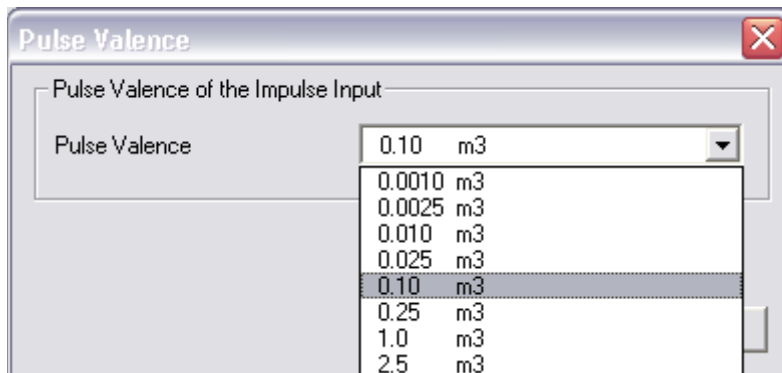 Pulse Valence
Pulse Valence of the Impulse Input
Pulse Valence 0.10 m3
0.0010 m3
0.0025 m3
0.010 m3
0.025 m3
0.10 m3
0.25 m3
1.0 m3
2.5 m3